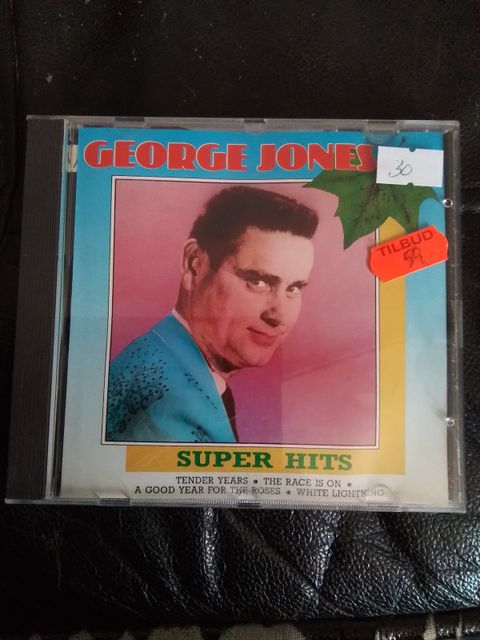 GEORGE JONES
30
TILBUD
59
SUPER HITS
TENDER YEARS • THE RACE IS ON •
A GOOD YEAR FOR THE ROSES • WHITE LIGHTNING